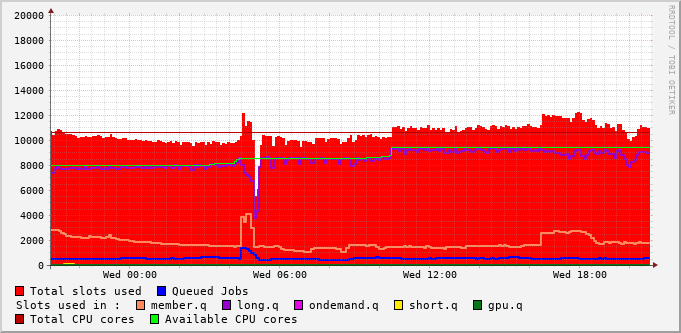 20000
18000
16000
14000
12000
10000
8000
6000
4000
2000
0
Wed 00:00 Wed 06:00 Wed 12:00 Wed 18:00
RRDTOOL / TOBI OETIKER
Total slots used Queued Jobs
Slots used in : member.q long.q ondemand.q short.q gpu.q
Total CPU cores Available CPU cores